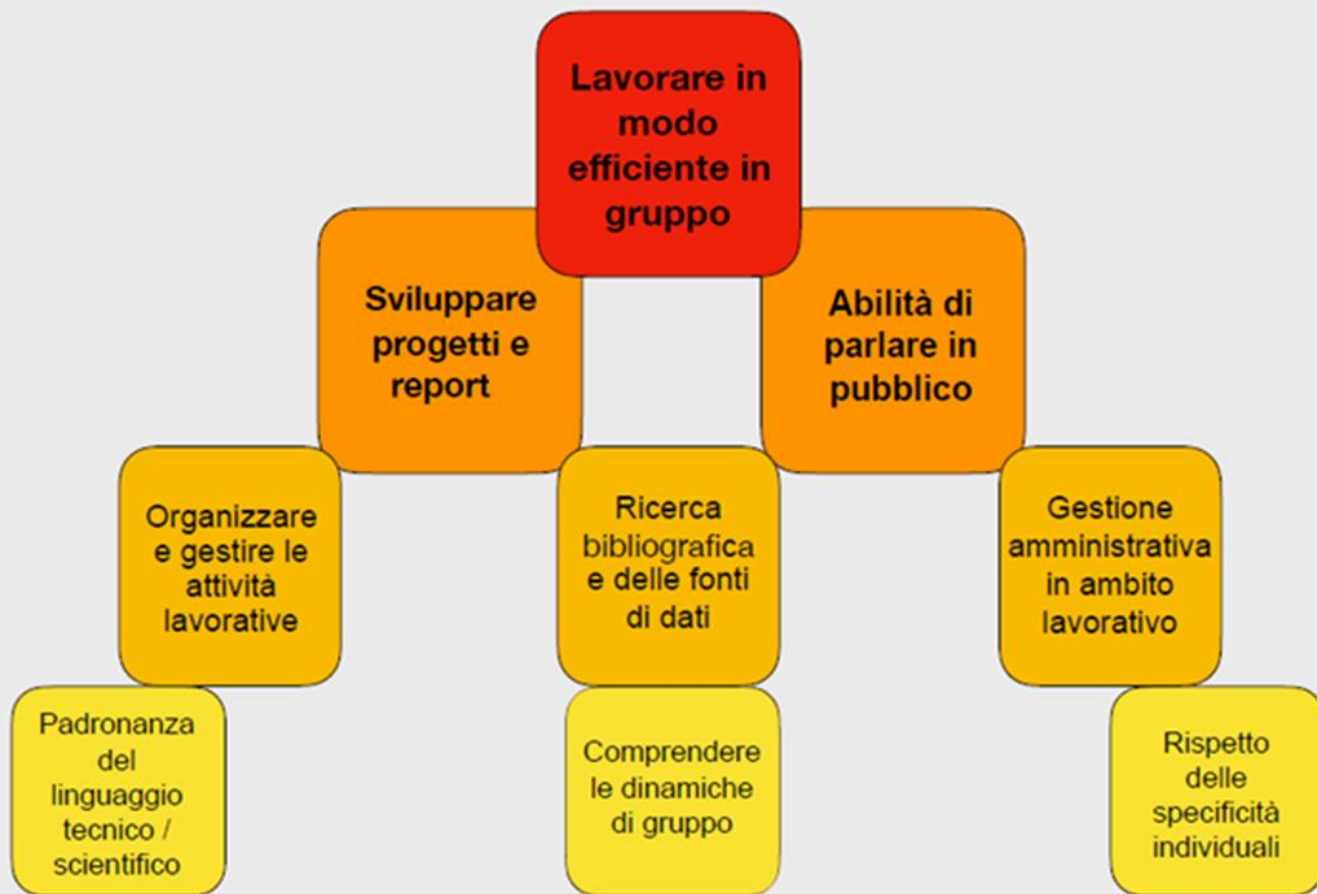 Lavorare in
modo
efficiente in
gruppo
Sviluppare
progetti e
report
Abilità di
parlare in
pubblico
Organizzare
e gestire le
attività
lavorative
Ricerca
bibliografica
e delle fonti
di dati
Gestione
amministrativa
in ambito
lavorativo
Padronanza
del
linguaggio
tecnico /
scientifico
Comprendere
le dinamiche
di gruppo
Rispetto
delle
specificità
individuali